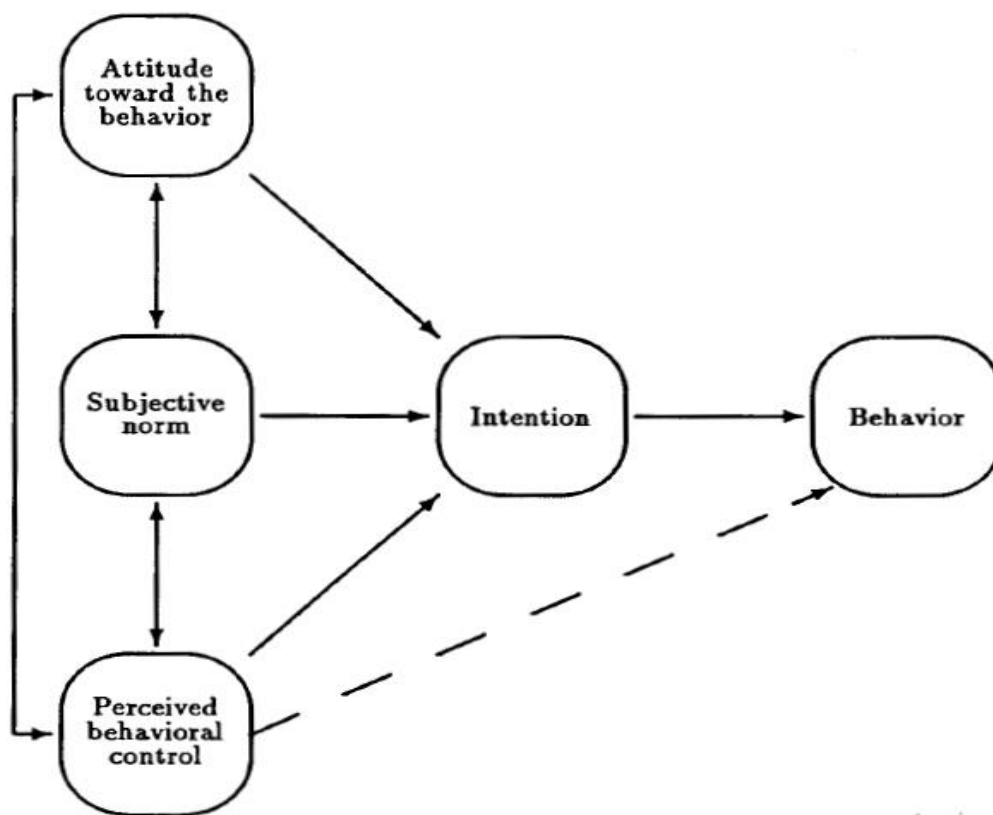 Attitude
toward the
behavior
Subjective
norm
Intention
Behavior
Perceived
behavioral
control